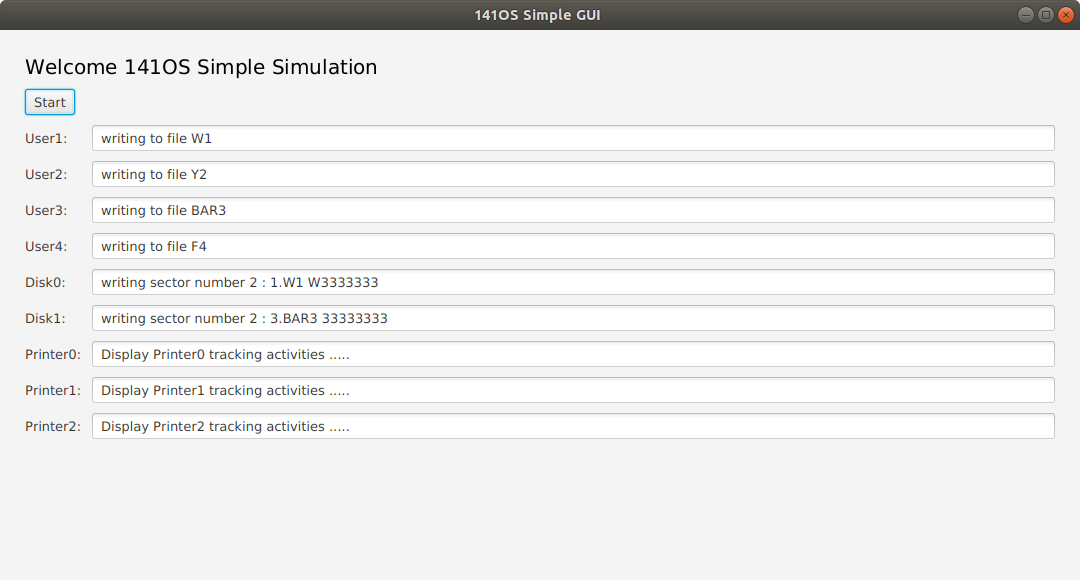 141OS Simple GUI
Welcome 141OS Simple Simulation
Start
User1: writing to file W1
User2: writing to file Y2
User3: writing to file BAR3
User4: writing to file F4
Disk0: writing sector number 2 : 1.W1 W3333333
Disk1: writing sector number 2 : 3.BAR3 33333333
Printer0: Display Printer0 tracking activities .....
Printer1: Display Printer1 tracking activities .....
Printer2: Display Printer2 tracking activities .....